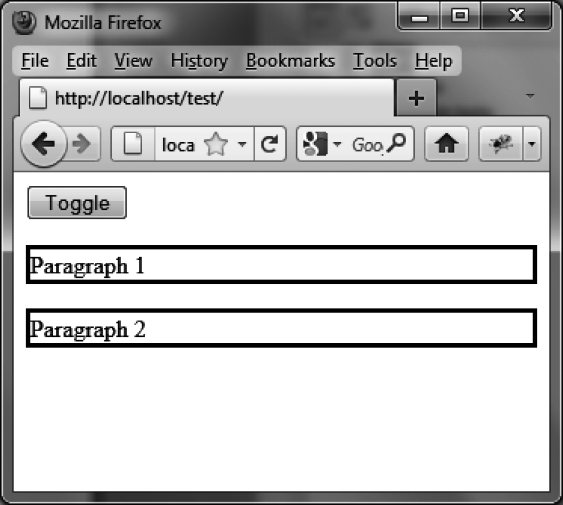 Mozilla Firefox
File Edit View History Bookmarks Tools Help
http://localhost/test/
loca Goo
Toggle
Paragraph 1
Paragraph 2